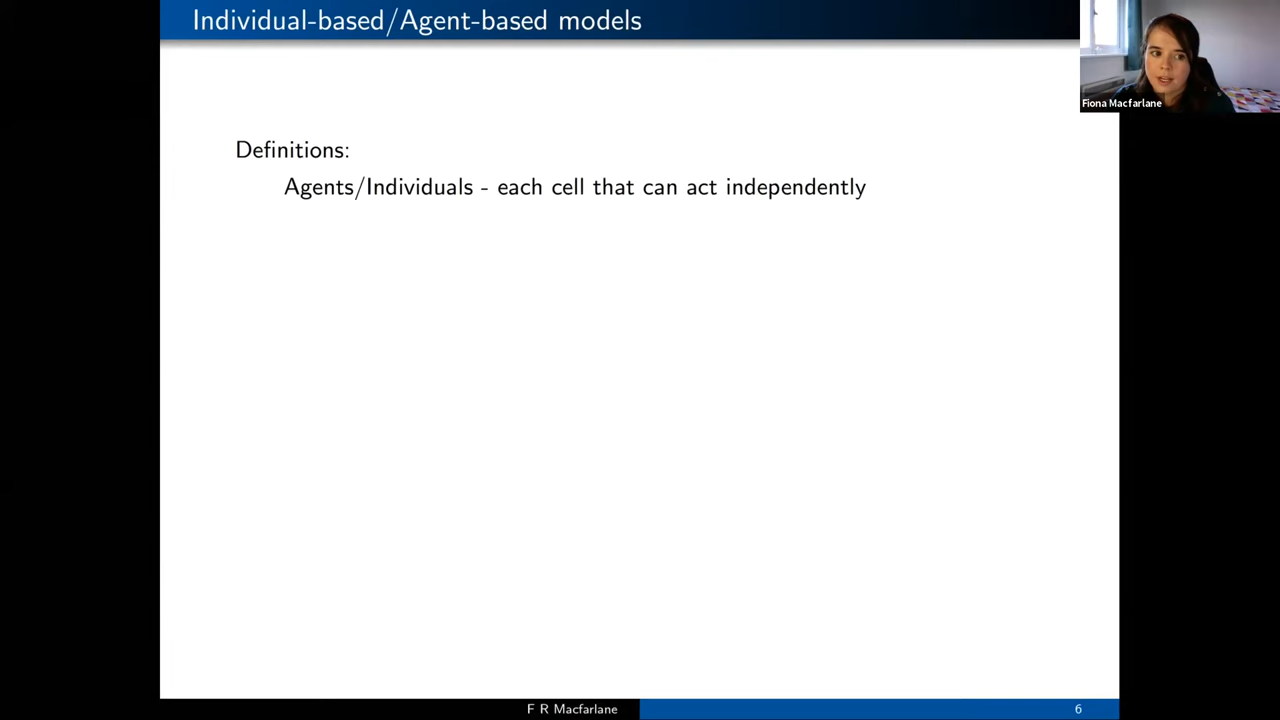 Individual-based/Agent-based models
Fiona Macfarlane
Definitions:
Agents/Individuals - each cell that can act independently
F R Macfarlane
6